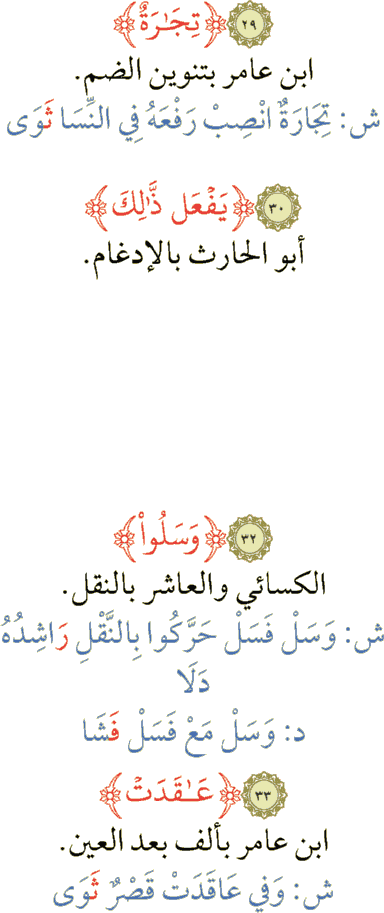 ٢٩ ﴿تِجَٰرَةٌ﴾
ابن عامر بتنوين الضم.
ش: تِجَارَةٌ انْصِبْ رَفْعَهُ فِي النِّسَا ثَوَى
٣٠ ﴿يَفْعَل ذَّٰلِكَ﴾
أبو الحارث بالإدغام.
٣٢ ﴿وَسَلُوا۟﴾
الكسائي والعاشر بالنقل.
ش: وَسَلْ فَسَلْ حَرَّكُوا بِالنَّقْلِ رَاشِدُهُ
دَلَا
د: وَسَلْ مَعْ فَسَلْ فَشَا
٣٣ ﴿عَٰقَدَتْ﴾
ابن عامر بألف بعد العين.
ش: وَفِي عَاقَدَتْ قَصْرٌ ثَوَى